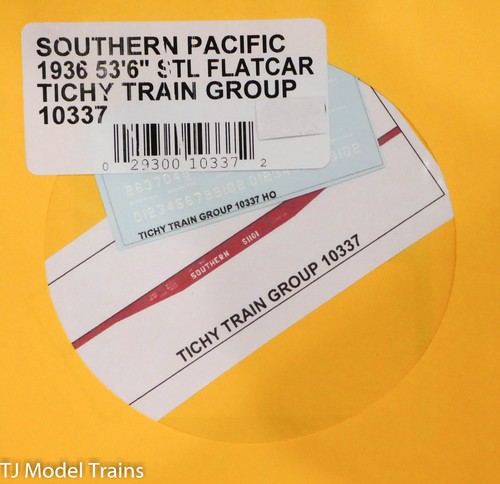 SOUTHERN PACIFIC
1936 53'6" STL FLATCAR
TICHY TRAIN GROUP
10337
0 29300 10337 2
TICHY TRAIN GROUP 10337 HO
SOUTHERN 51101
TICHY TRAIN GROUP 10337
TJ Model Trains